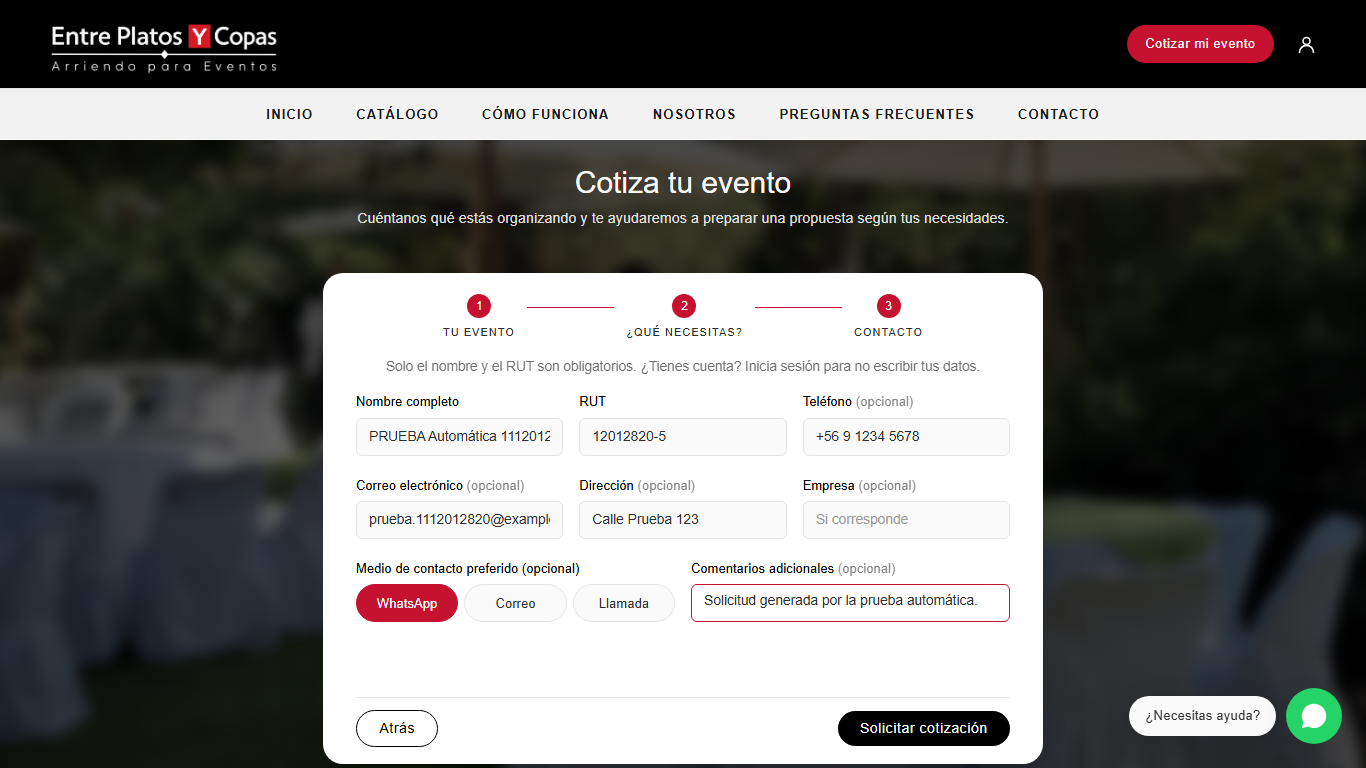 Entre Platos Y Copas
Arriendo para Eventos
Cotizar mi evento
INICIO
CATÁLOGO
CÓMO FUNCIONA
NOSOTROS
PREGUNTAS FRECUENTES
CONTACTO
Cotiza tu evento
Cuéntanos qué estás organizando y te ayudaremos a preparar una propuesta según tus necesidades.
1
2
3
TU EVENTO
¿QUÉ NECESITAS?
CONTACTO
Solo el nombre y el RUT son obligatorios. ¿Tienes cuenta? Inicia sesión para no escribir tus datos.
Nombre completo
RUT
Teléfono (opcional)
PRUEBA Automática 1112012
12012820-5
+56 9 1234 5678
Correo electrónico (opcional)
Dirección (opcional)
Empresa (opcional)
prueba.1112012820@exampl
Calle Prueba 123
Si corresponde
Medio de contacto preferido (opcional)
Comentarios adicionales (opcional)
WhatsApp
Correo
Llamada
Solicitud generada por la prueba automática.
Atrás
Solicitar cotización
¿Necesitas ayuda?